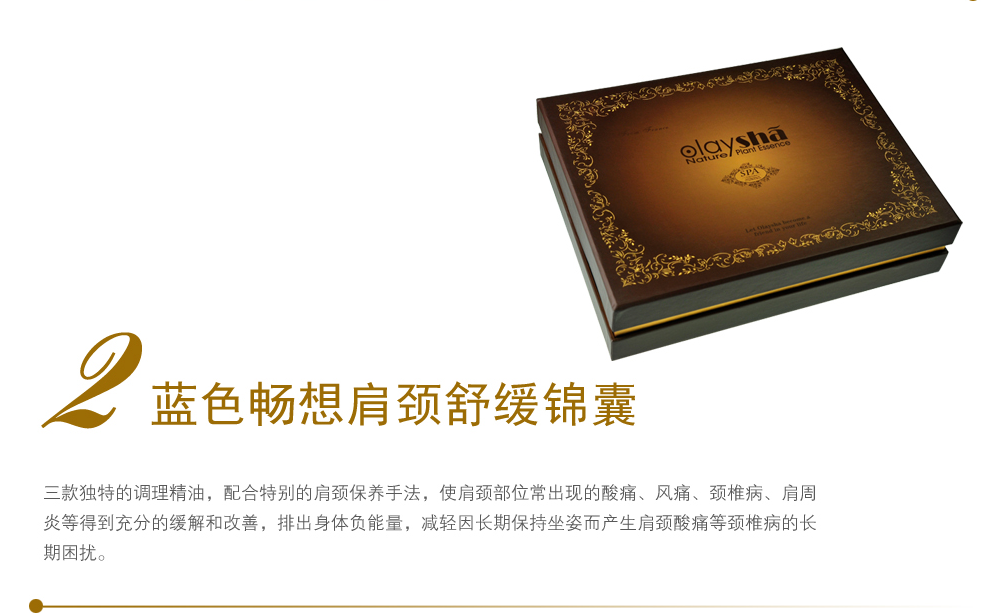 olayshā
Nature Plant Essence
SPA
2 蓝色畅想肩颈舒缓锦囊
三款独特的调理精油，配合特别的肩颈保养手法，使肩颈部位常出现的酸痛、风痛、颈椎病、肩周
炎等得到充分的缓解和改善，排出身体负能量，减轻因长期保持坐姿而产生肩颈酸痛等颈椎病的长
期困扰。